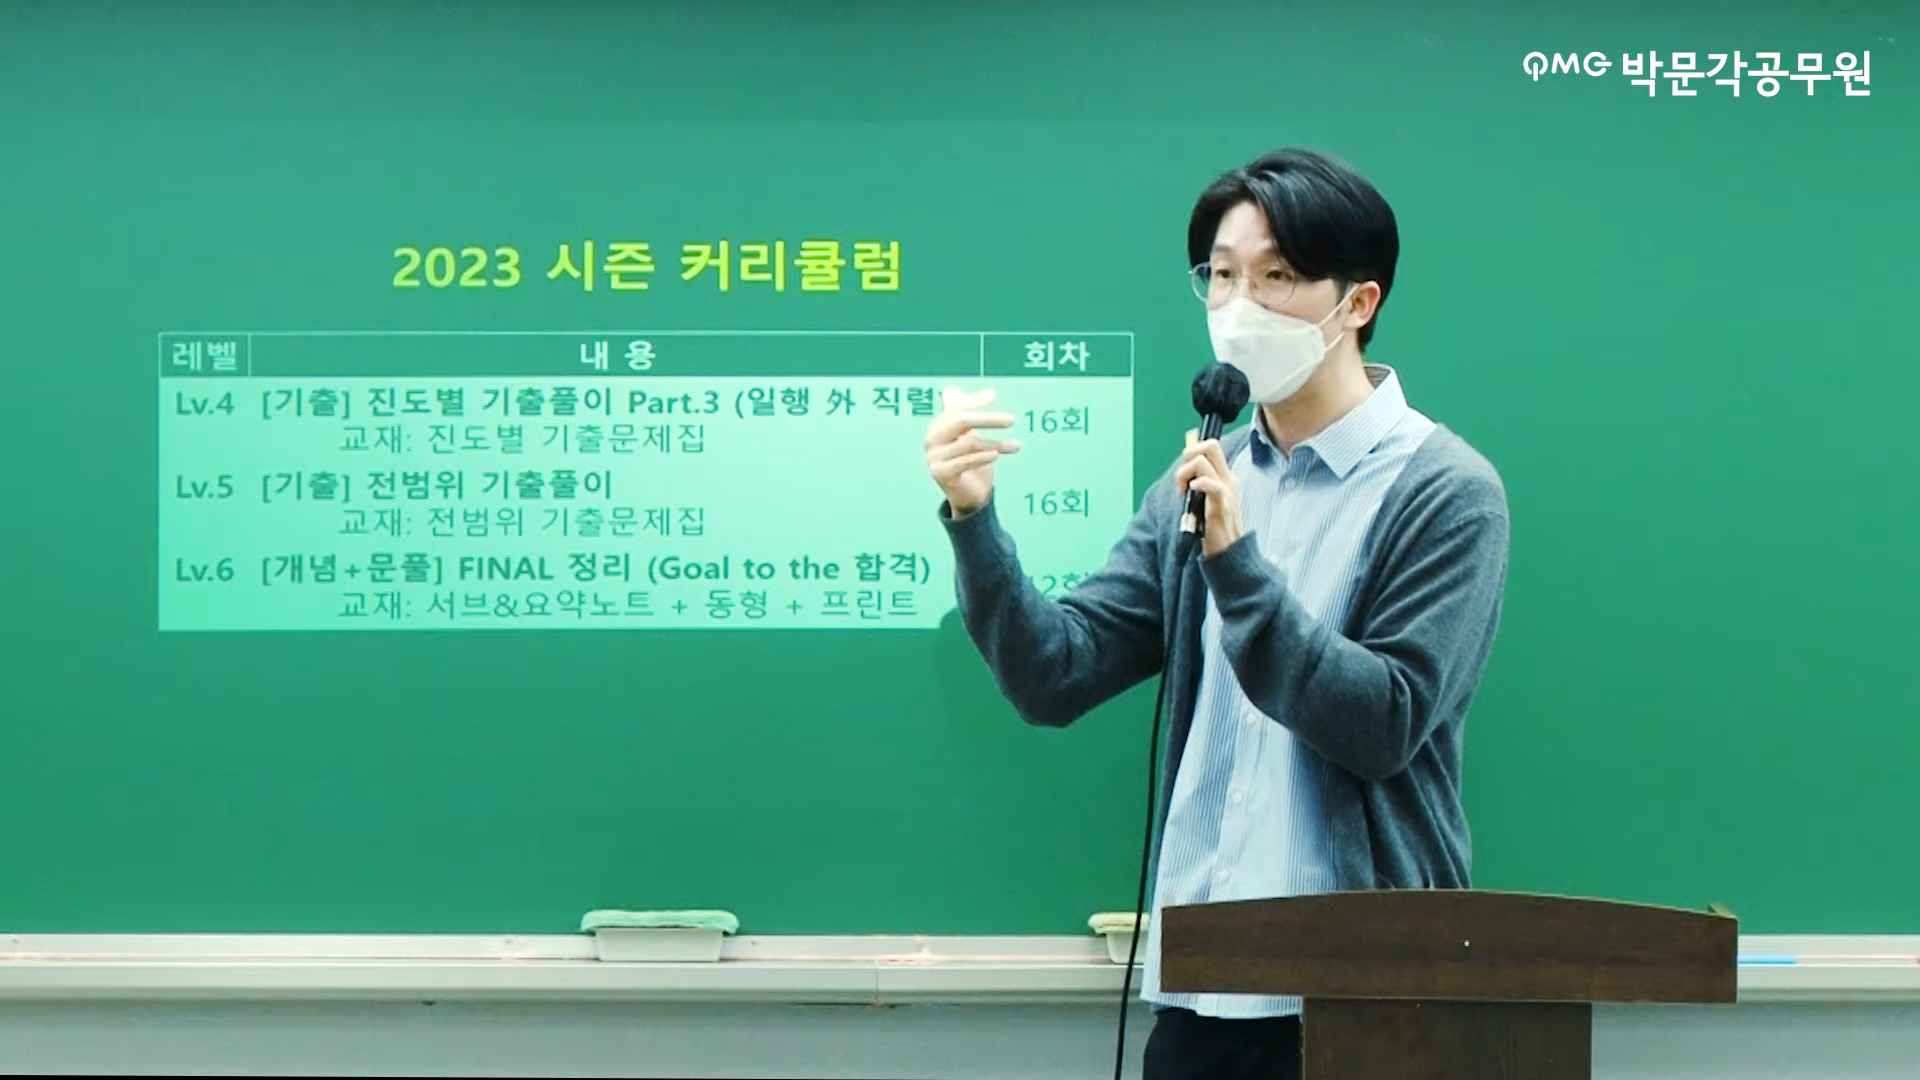 PMG 박문각공무원
2023 시즌 커리큘럼
레벨 내 용 회차
Lv.4 [기출] 진도별 기출풀이 Part.3 (일행 外 직렬)
교재: 진도별 기출문제집
16회
Lv.5 [기출] 전범위 기출풀이
교재: 전범위 기출문제집
16회
Lv.6 [개념+문풀] FINAL 정리 (Goal to the 합격)
교재: 서브&요약노트 + 동형 + 프린트